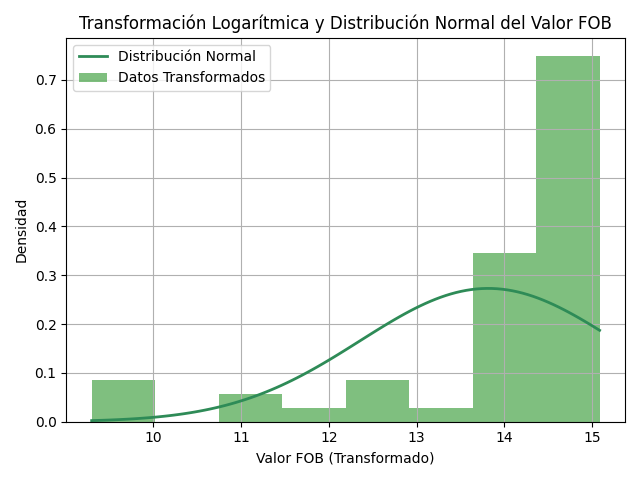 Transformación Logarítmica y Distribución Normal del Valor FOB
Distribución Normal
Datos Transformados
Densidad
0.7
0.6
0.5
0.4
0.3
0.2
0.1
0.0
10 11 12 13 14 15
Valor FOB (Transformado)